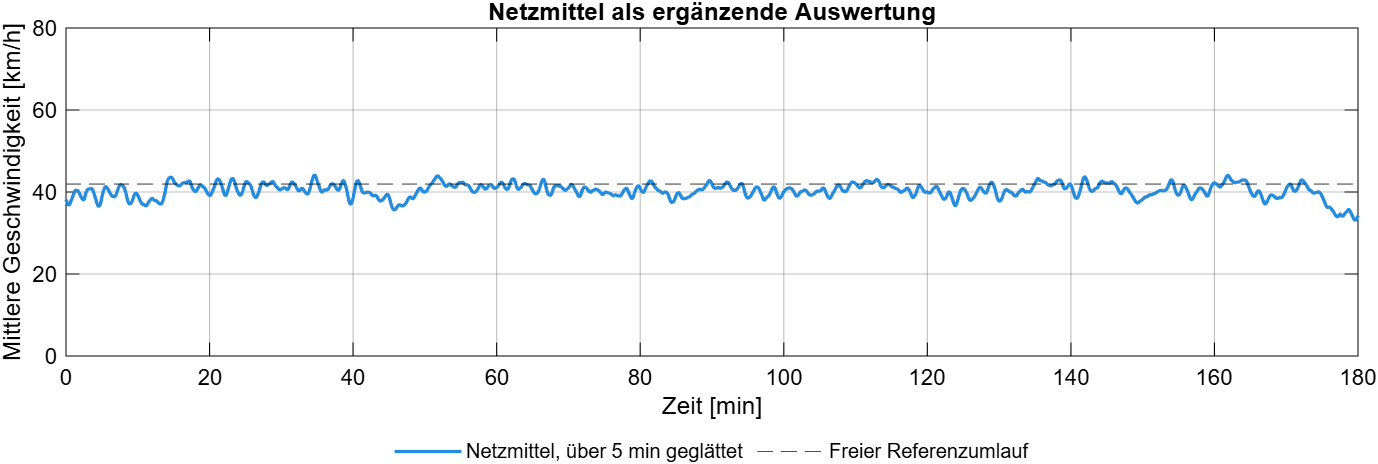 Netzmittel als ergänzende Auswertung
Mittlere Geschwindigkeit [km/h]
80
60
40
20
0
0 20 40 60 80 100 120 140 160 180
Zeit [min]
Netzmittel, über 5 min geglättet Freier Referenzumlauf